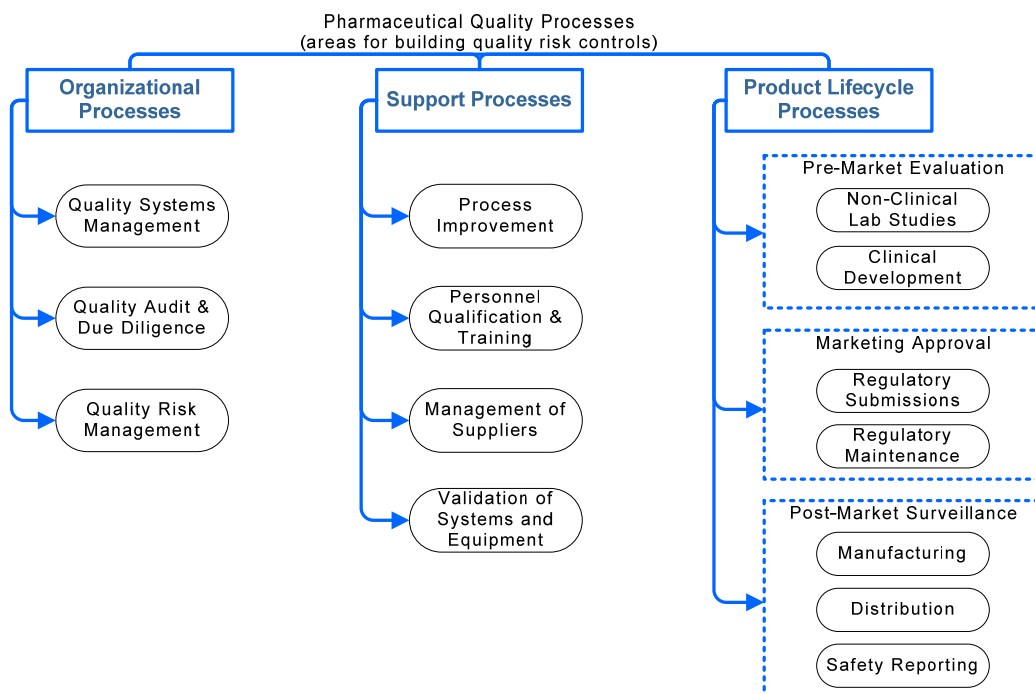 Pharmaceutical Quality Processes
(areas for building quality risk controls)
Organizational
Processes
Quality Systems
Management
Quality Audit &
Due Diligence
Quality Risk
Management
Support Processes
Process
Improvement
Personnel
Qualification &
Training
Management of
Suppliers
Validation of
Systems and
Equipment
Product Lifecycle
Processes
Pre-Market Evaluation
Non-Clinical
Lab Studies
Clinical
Development
Marketing Approval
Regulatory
Submissions
Regulatory
Maintenance
Post-Market Surveillance
Manufacturing
Distribution
Safety Reporting